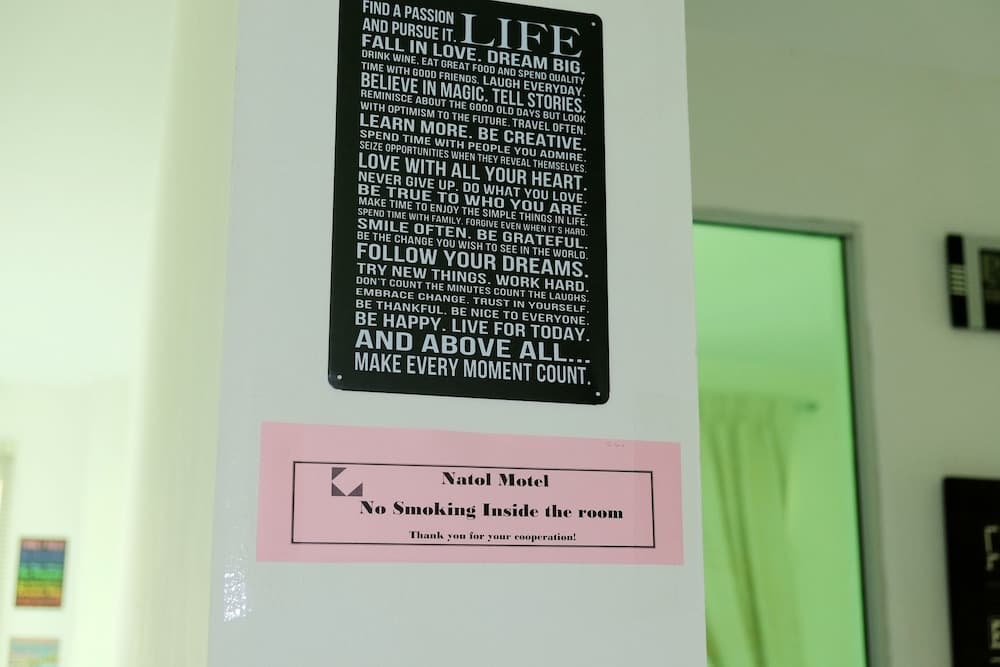 FIND A PASSION
AND PURSUE IT. LIFE
FALL IN LOVE. DREAM BIG.
DRINK WINE, EAT GREAT FOOD AND SPEND QUALITY
TIME WITH GOOD FRIENDS. LAUGH EVERYDAY.
BELIEVE IN MAGIC. TELL STORIES.
REMINISCE ABOUT THE GOOD OLD DAYS BUT LOOK
WITH OPTIMISM TO THE FUTURE. TRAVEL OFTEN.
LEARN MORE. BE CREATIVE.
SPEND TIME WITH PEOPLE YOU ADMIRE.
SEIZE OPPORTUNITIES WHEN THEY REVEAL THEMSELVES.
LOVE WITH ALL YOUR HEART.
NEVER GIVE UP. DO WHAT YOU LOVE.
BE TRUE TO WHO YOU ARE.
MAKE TIME TO ENJOY THE SIMPLE THINGS IN LIFE.
SPEND TIME WITH FAMILY. FORGIVE EVEN WHEN IT'S HARD.
SMILE OFTEN. BE GRATEFUL.
BE THE CHANGE YOU WISH TO SEE IN THE WORLD.
FOLLOW YOUR DREAMS.
TRY NEW THINGS. WORK HARD.
DON'T COUNT THE MINUTES COUNT THE LAUGHS.
EMBRACE CHANGE. TRUST IN YOURSELF.
BE THANKFUL. BE NICE TO EVERYONE.
BE HAPPY. LIVE FOR TODAY.
AND ABOVE ALL...
MAKE EVERY MOMENT COUNT.
Natol Motel
No Smoking Inside the room
Thank you for your cooperation!